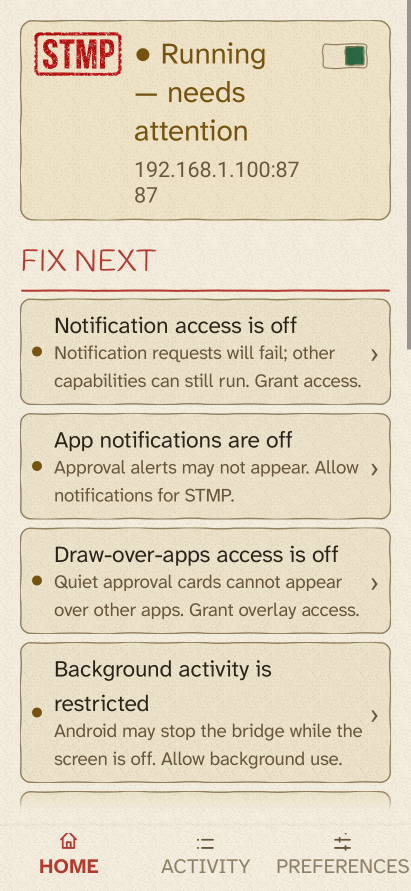 STMP
● Running
— needs
attention
192.168.1.100:87
87
FIX NEXT
Notification access is off
Notification requests will fail; other
capabilities can still run. Grant access.
App notifications are off
Approval alerts may not appear. Allow
notifications for STMP.
Draw-over-apps access is off
Quiet approval cards cannot appear
over other apps. Grant overlay access.
Background activity is
restricted
Android may stop the bridge while the
screen is off. Allow background use.
HOME
ACTIVITY
PREFERENCES